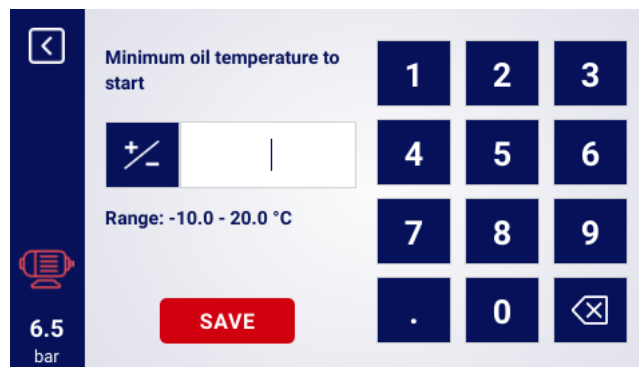 Minimum oil temperature to
start
+/-
Range: -10.0 - 20.0 °C
SAVE
1 2 3
4 5 6
7 8 9
. 0
6.5
bar